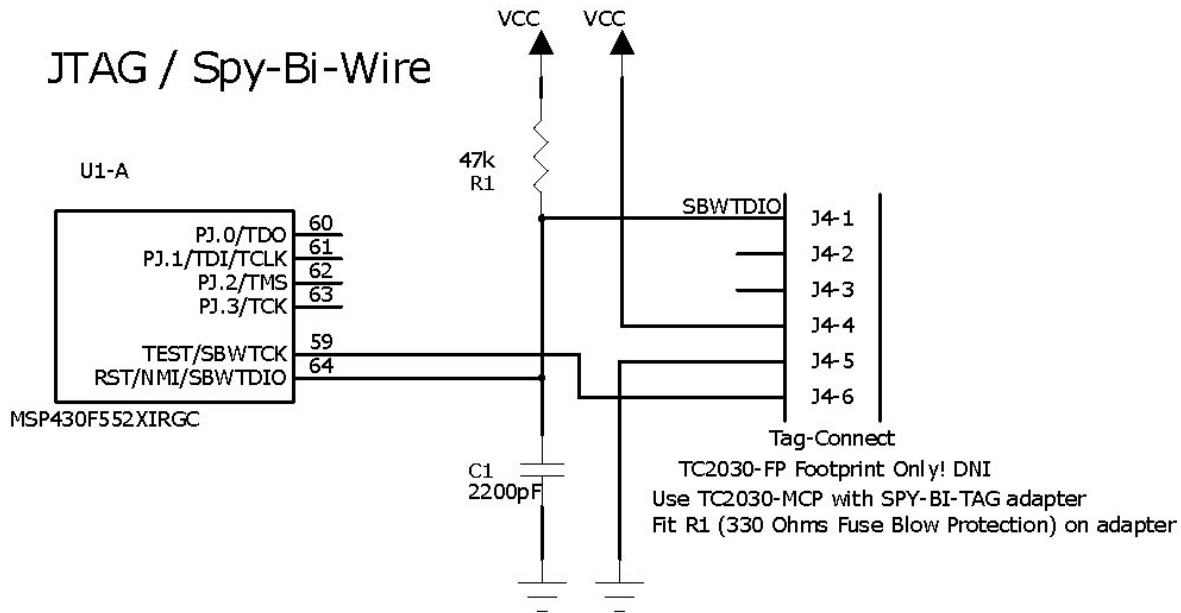 VCC VCC
JTAG / Spy-Bi-Wire
47k
R1
U1-A
SBWTDIO
J4-1
J4-2
J4-3
J4-4
J4-5
J4-6
PJ.0/TDO 60
PJ.1/TDI/TCLK 61
PJ.2/TMS 62
PJ.3/TCK 63
TEST/SBWTCK 59
RST/NMI/SBWTDIO 64
MSP430F552XIRGC
C1
2200pF
Tag-Connect
TC2030-FP Footprint Only! DNI
Use TC2030-MCP with SPY-BI-TAG adapter
Fit R1 (330 Ohms Fuse Blow Protection) on adapter